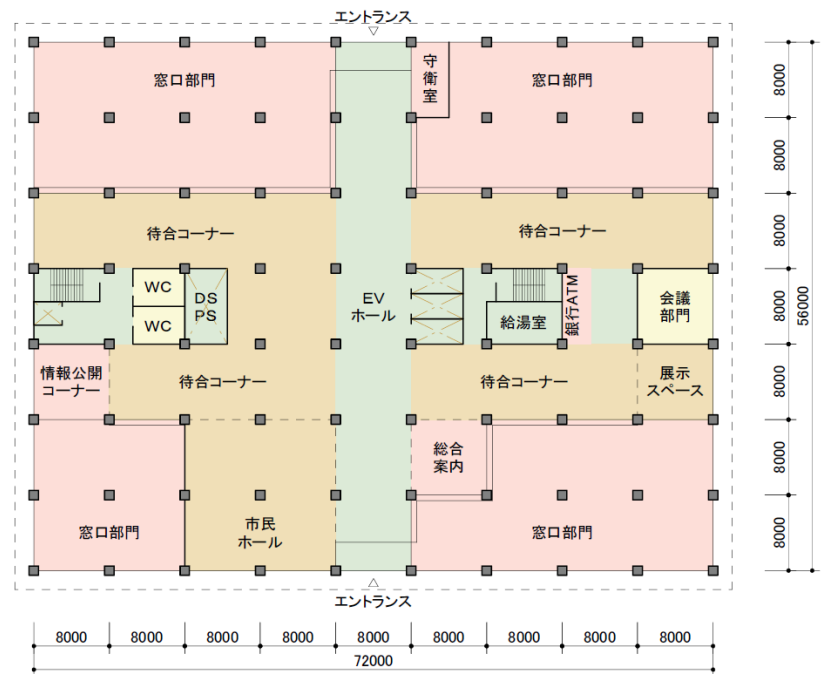 エントランス
窓口部門
守
衛
室
窓口部門
待合コーナー
待合コーナー
WC
WC
DS
PS
EV
ホール
給湯室
銀行ATM
会議
部門
情報公開
コーナー
待合コーナー
待合コーナー
展示
スペース
総合
案内
窓口部門
市民
ホール
窓口部門
エントランス
8000
8000
8000
8000
8000
8000
8000
56000
8000
8000
8000
8000
8000
8000
8000
8000
8000
72000